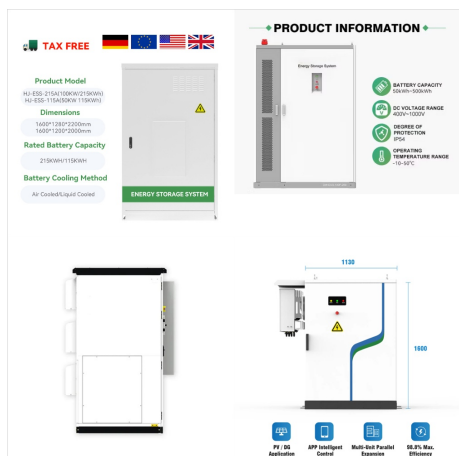 TAX FREE
Product Model
HJ-ESS-215A(100KW/215KWh)
HJ-ESS-115A(50KW 115KWh)
Dimensions
1600*1280*2200mm
1600*1200*2000mm
Rated Battery Capacity
215KWH/115KWH
Battery Cooling Method
Air Cooled/Liquid Cooled
ENERGY STORAGE SYSTEM
PRODUCT INFORMATION
Energy Storage System
BATTERY CAPACITY
50kWh~500kWh
DC VOLTAGE RANGE
400V~1000V
DEGREE OF
PROTECTION
IP54
OPERATING
TEMPERATURE RANGE
-10~50℃
1130
1600
PV / DG
Application
APP Intelligent
Control
Multi-Unit Parallel
Expansion
98.8% Max.
Efficiency